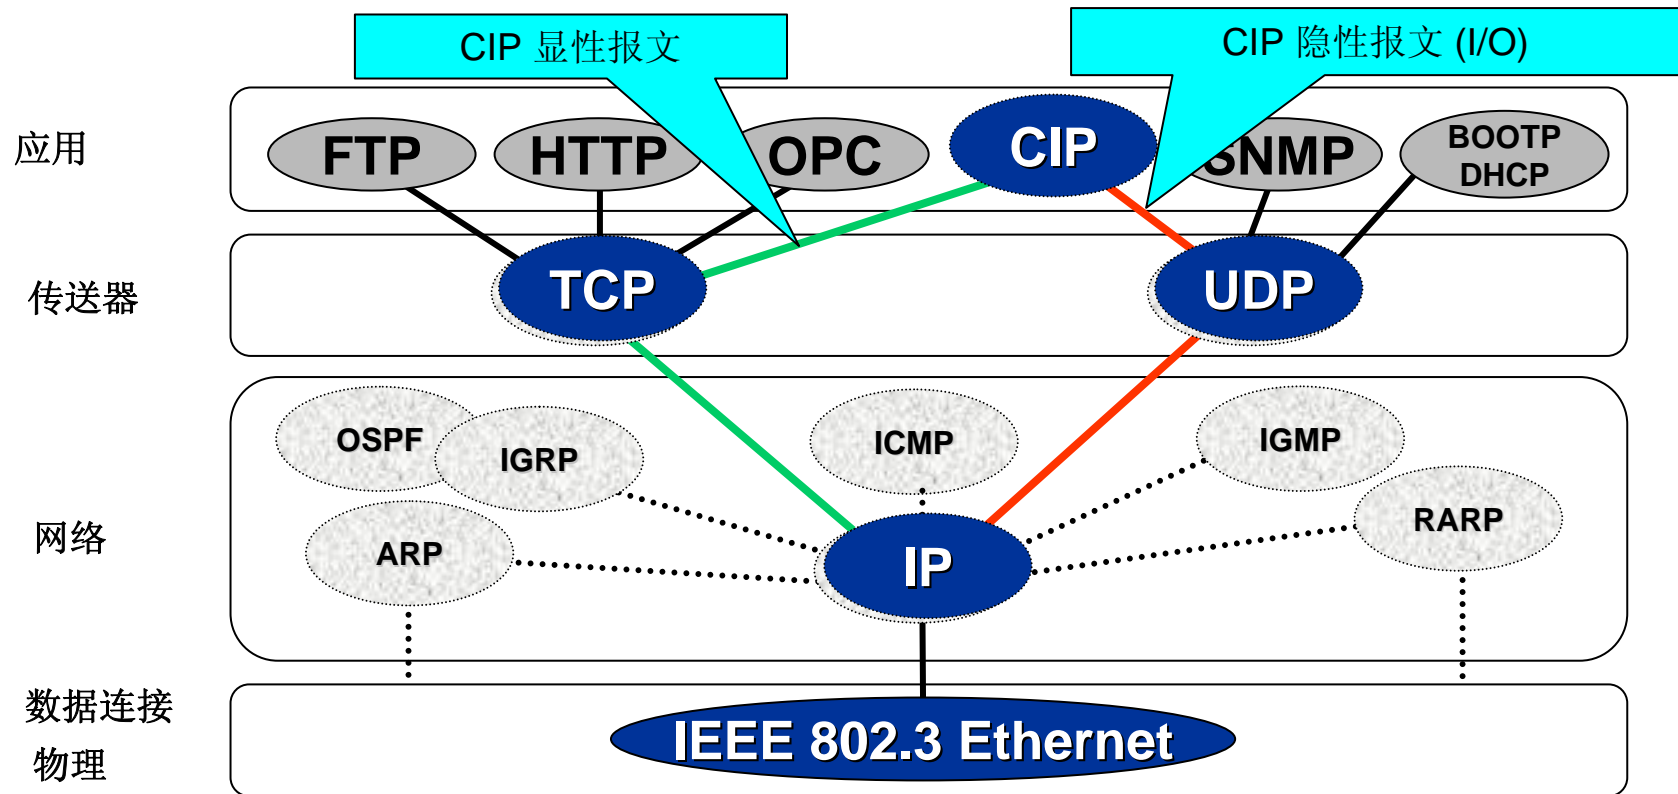 CIP 显性报文
CIP 隐性报文 (I/O)
应用
FTP
HTTP
OPC
CIP
SNMP
BOOTP
DHCP
传送器
TCP
UDP
网络
OSPF
IGRP
ICMP
IGMP
ARP
IP
RARP
数据连接
物理
IEEE 802.3 Ethernet